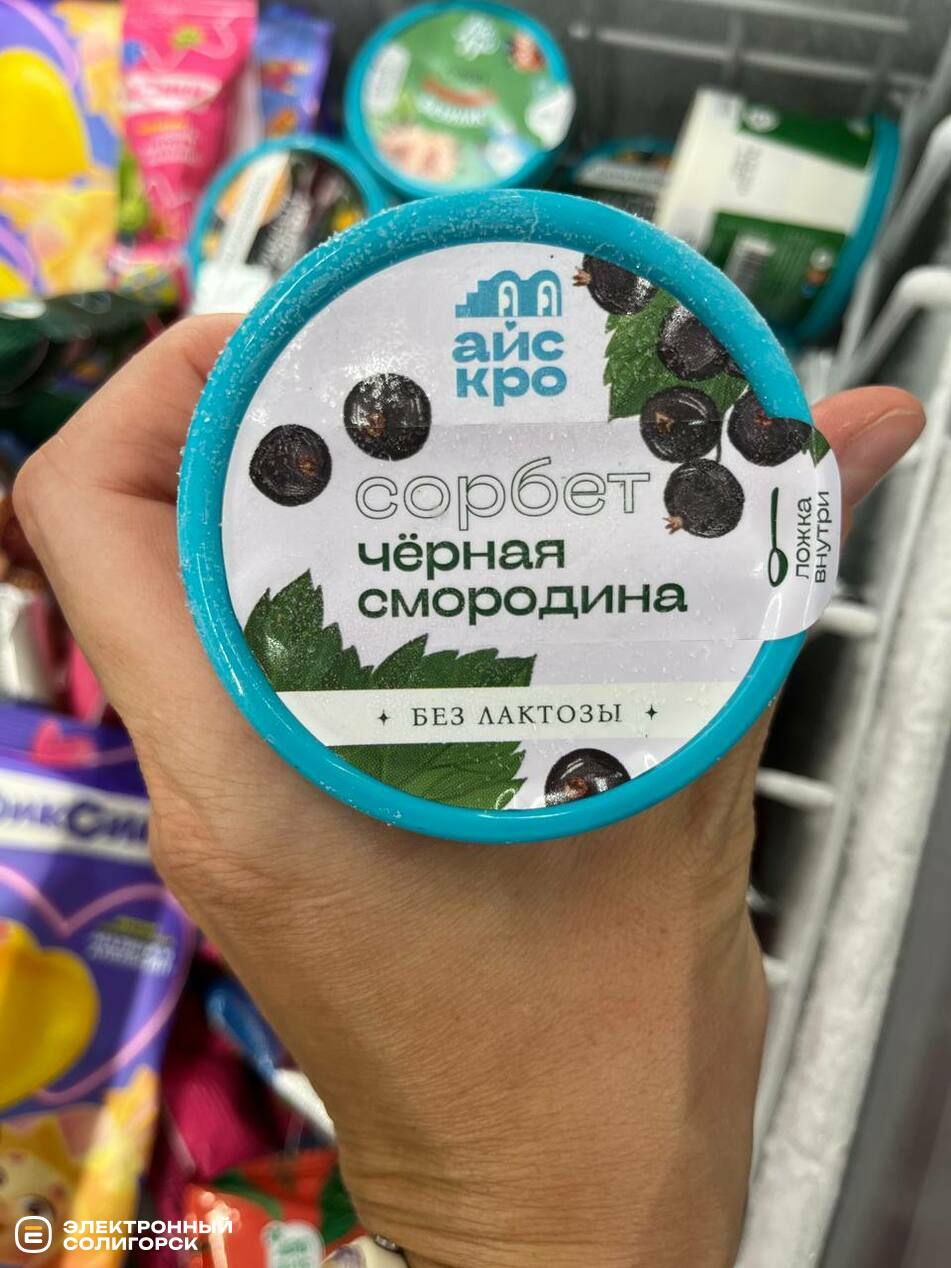 айс
кро
сорбет
чёрная
смородина
ложка
внутри
БЕЗ ЛАКТОЗЫ
ЭЛЕКТРОННЫЙ
СОЛИГОРСК